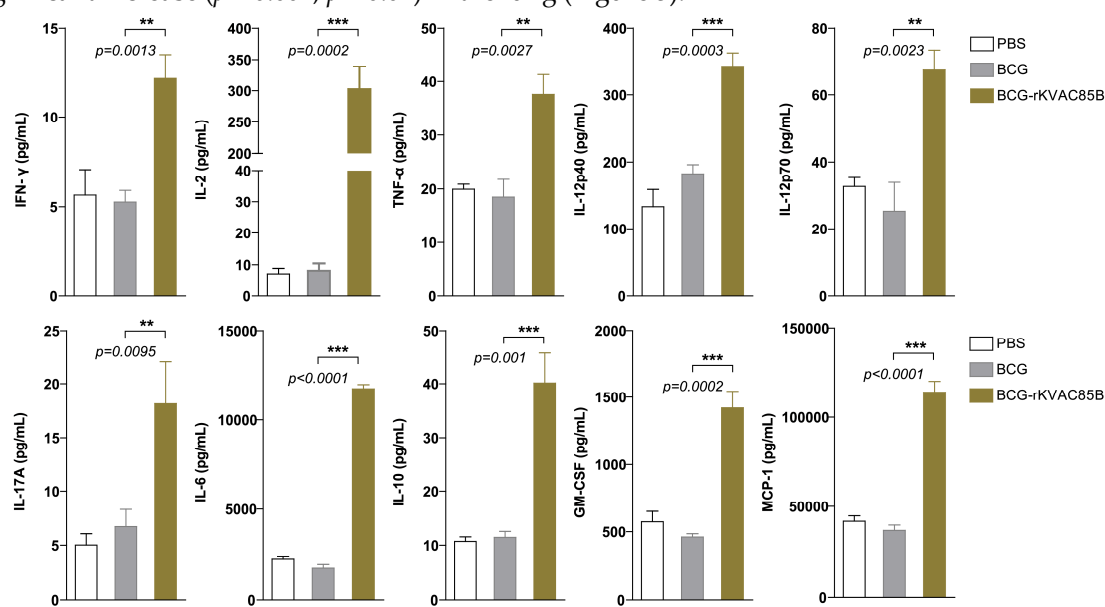 **
p=0.0013
15
10
5
0
IFN- γ (pg/mL)
***
p=0.0002
400
350
300
250
200
40
30
20
10
0
IL-2 (pg/mL)
**
p=0.0027
50
40
30
20
10
0
TNF-α (pg/mL)
***
p=0.0003
400
300
200
100
0
IL-12p40 (pg/mL)
**
p=0.0023
80
60
40
20
0
IL-12p70 (pg/mL)
PBS
BCG
BCG-rKVAC85B
**
p=0.0095
25
20
15
10
5
0
IL-17A (pg/mL)
***
p<0.0001
15000
10000
5000
0
IL-6 (pg/mL)
***
p=0.001
50
40
30
20
10
0
IL-10 (pg/mL)
***
p=0.0002
2000
1500
1000
500
0
GM-CSF (pg/mL)
***
p<0.0001
150000
100000
50000
0
MCP-1 (pg/mL)
PBS
BCG
BCG-rKVAC85B